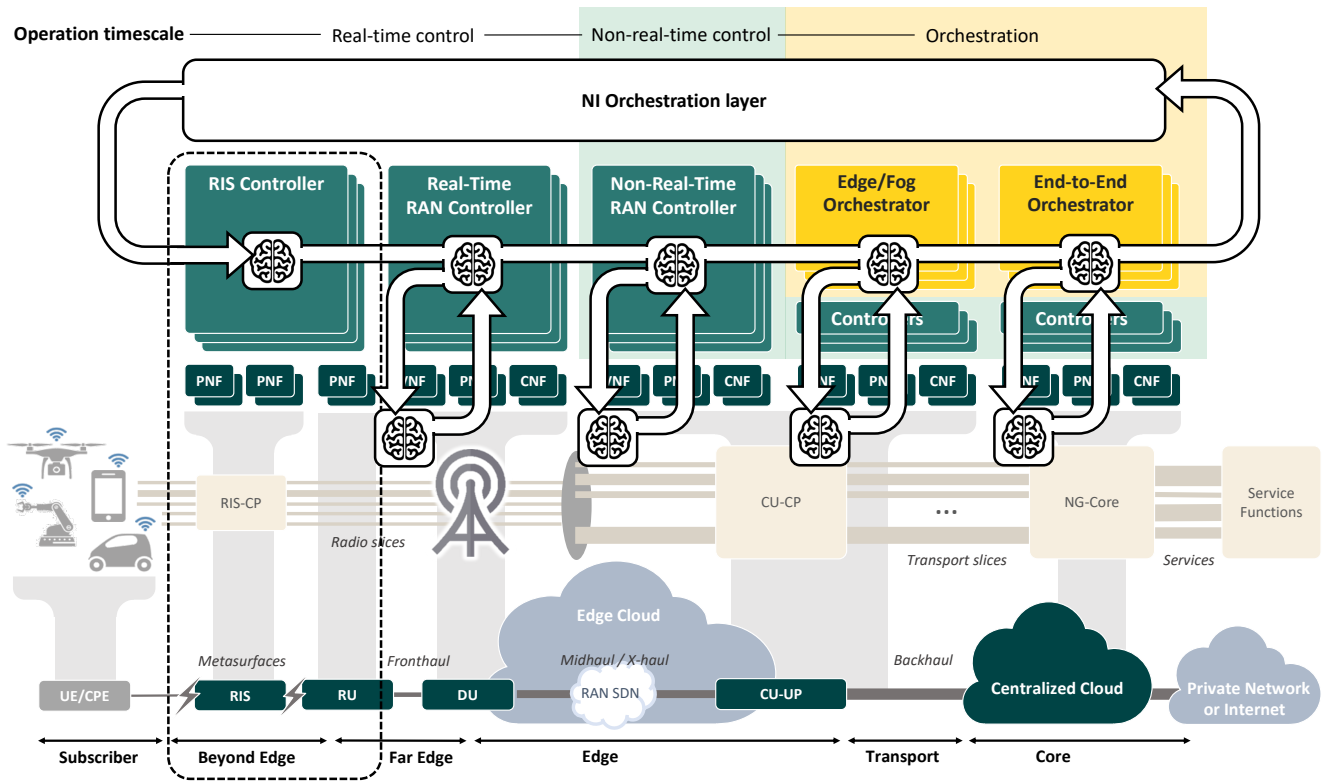 Operation timescale
Real-time control
Non-real-time control
Orchestration
NI Orchestration layer
RIS Controller
Real-Time
RAN Controller
Non-Real-Time
RAN Controller
Edge/Fog
Orchestrator
End-to-End
Orchestrator
Controllers
Controllers
PNF
PNF
PNF
CNF
CNF
CNF
CNF
RIS-CP
CU-CP
...
NG-Core
Service
Functions
Radio slices
Transport slices
Services
Edge Cloud
Metasurfaces
Fronthaul
Midhaul / X-haul
Backhaul
UE/CPE
RIS
RU
DU
RAN SDN
CU-UP
Centralized Cloud
Private Network
or Internet
Subscriber
Beyond Edge
Far Edge
Edge
Transport
Core